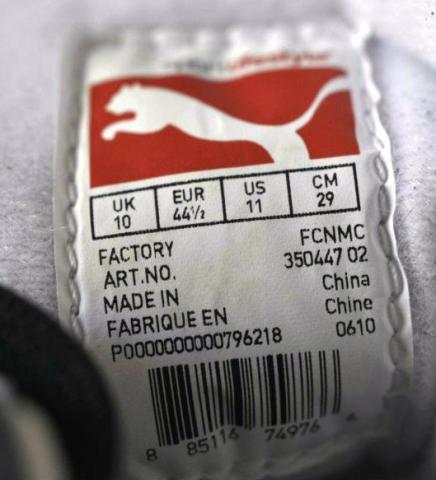 UK EUR US CM
10 44½ 11 29
FACTORY FCNMC
ART.NO. 350447 02
MADE IN China
FABRIQUE EN Chine
P0000000000796218 0610
8 85116 74976